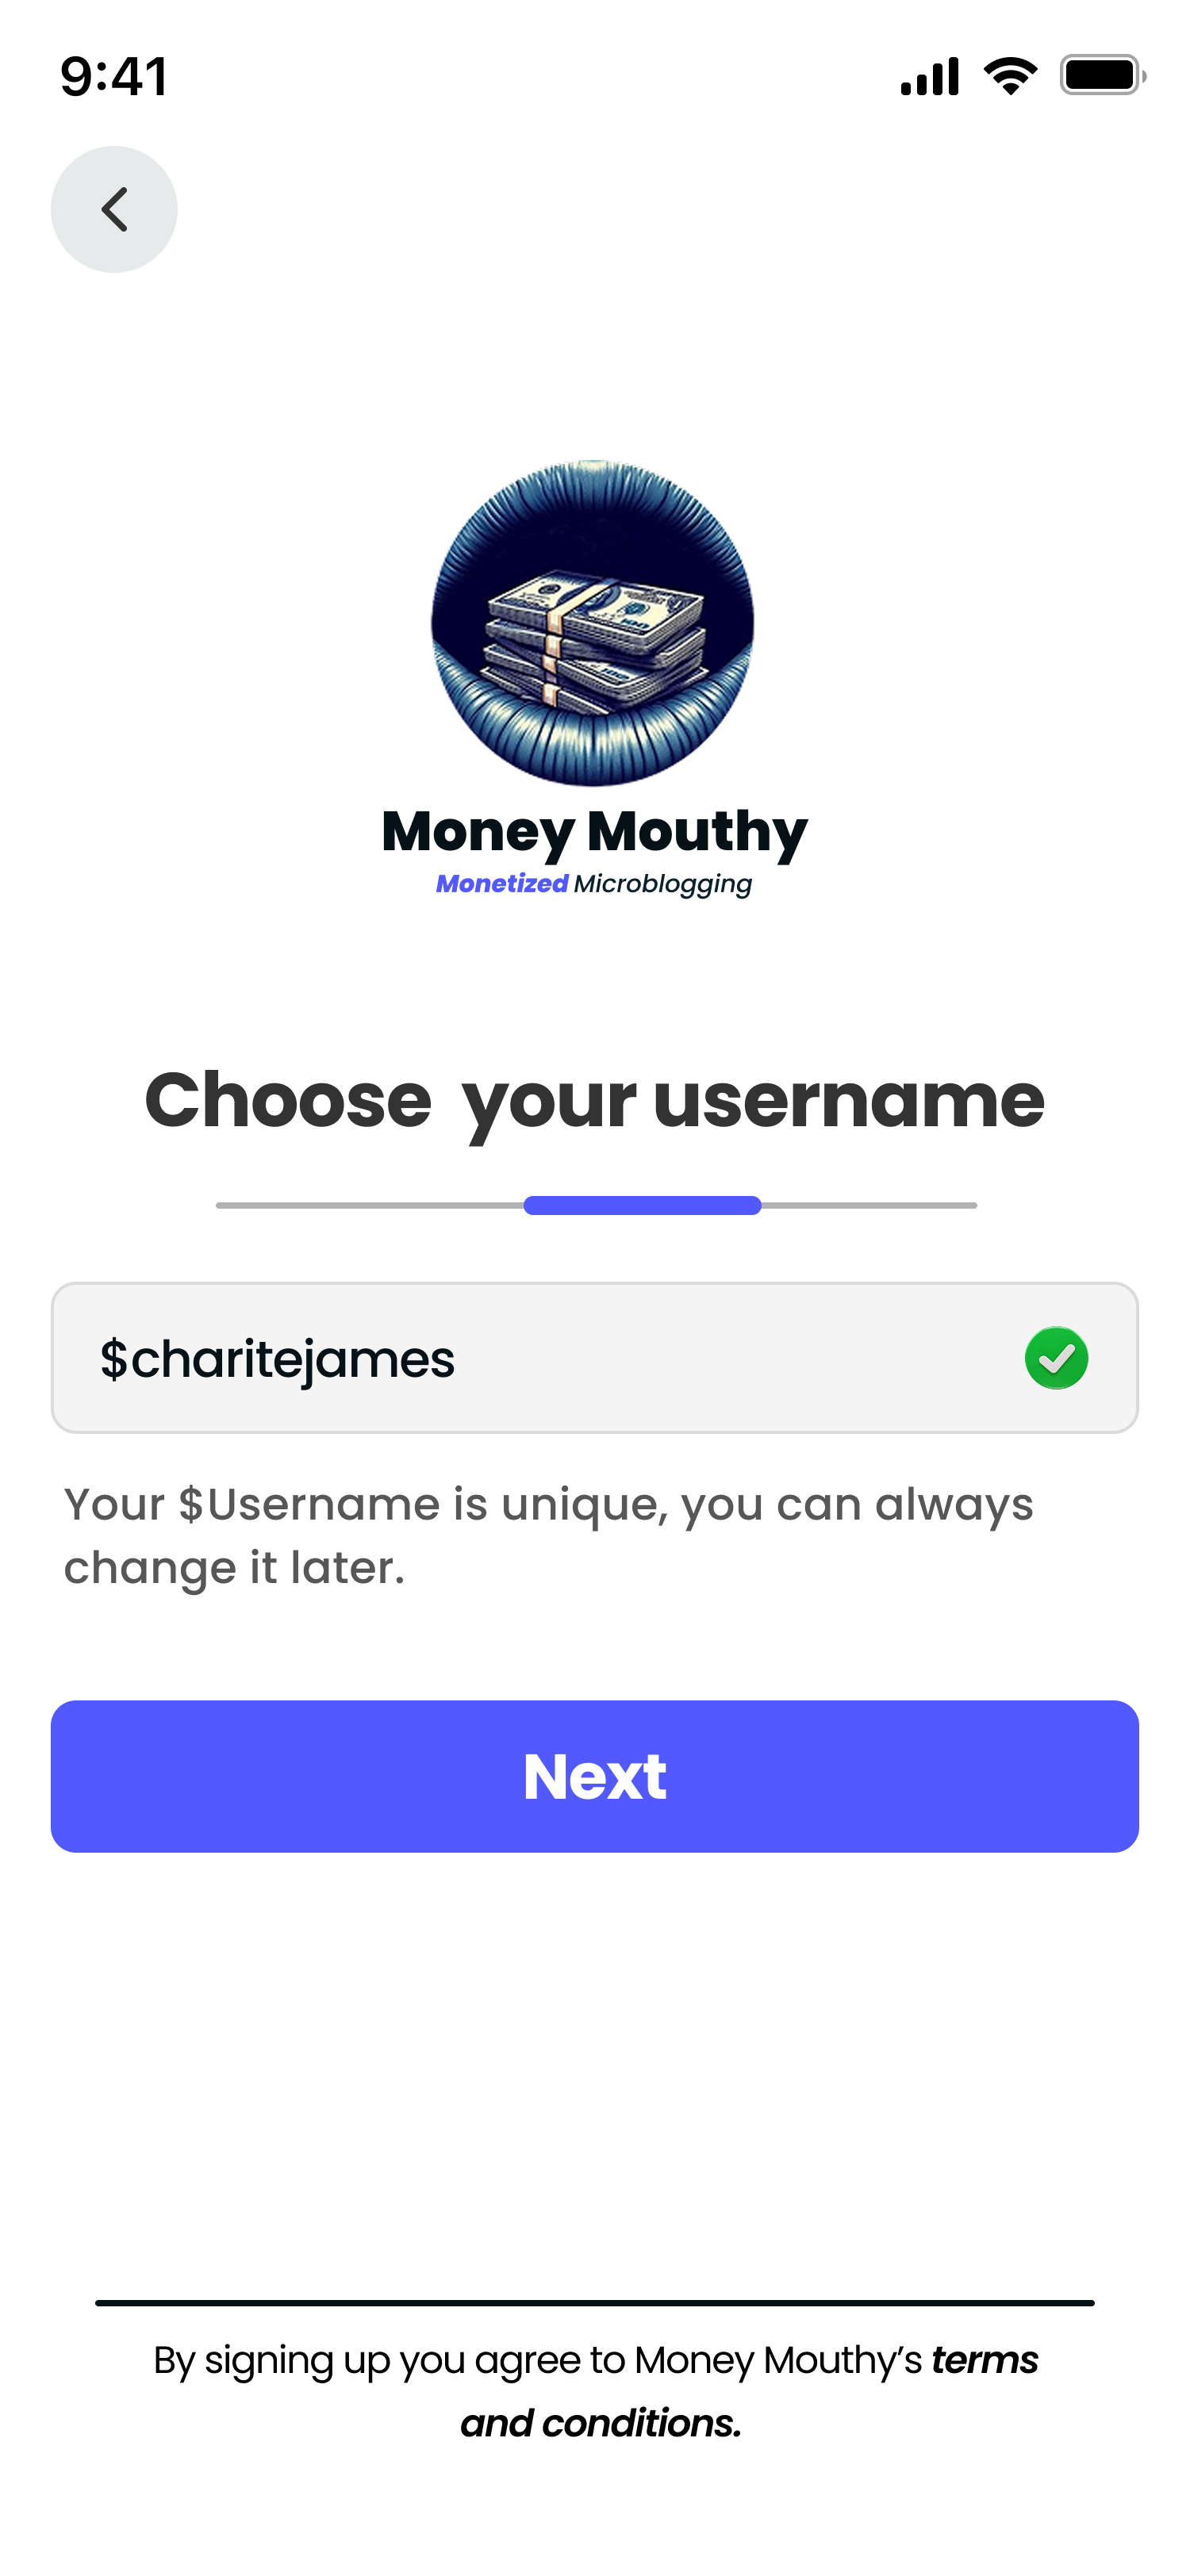 9:41
Money Mouthy
Monetized Microblogging
Choose your username
$charitejames
Your $Username is unique, you can always
change it later.
Next
By signing up you agree to Money Mouthy’s terms
and conditions.